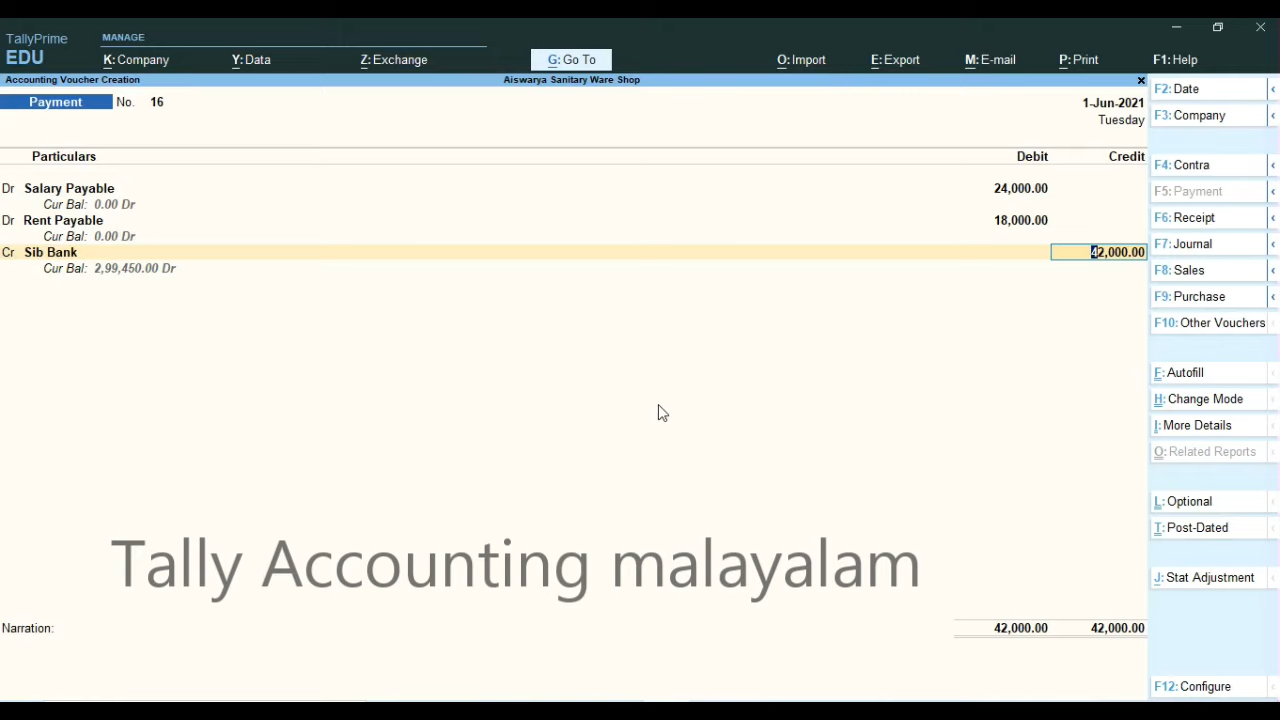 TallyPrime
EDU
MANAGE
K: Company
Y: Data
Z: Exchange
G: Go To
O: Import
E: Export
M: E-mail
P: Print
F1: Help
Accounting Voucher Creation
Aiswarya Sanitary Ware Shop
Payment No. 16
1-Jun-2021
Tuesday
Particulars Debit Credit
Dr Salary Payable 24,000.00
Cur Bal: 0.00 Dr
Dr Rent Payable 18,000.00
Cur Bal: 0.00 Dr
Cr Sib Bank 42,000.00
Cur Bal: 2,99,450.00 Dr
Tally Accounting malayalam
Narration: 42,000.00 42,000.00
F2: Date
F3: Company
F4: Contra
F5: Payment
F6: Receipt
F7: Journal
F8: Sales
F9: Purchase
F10: Other Vouchers
F: Autofill
H: Change Mode
I: More Details
O: Related Reports
L: Optional
T: Post-Dated
J: Stat Adjustment
F12: Configure